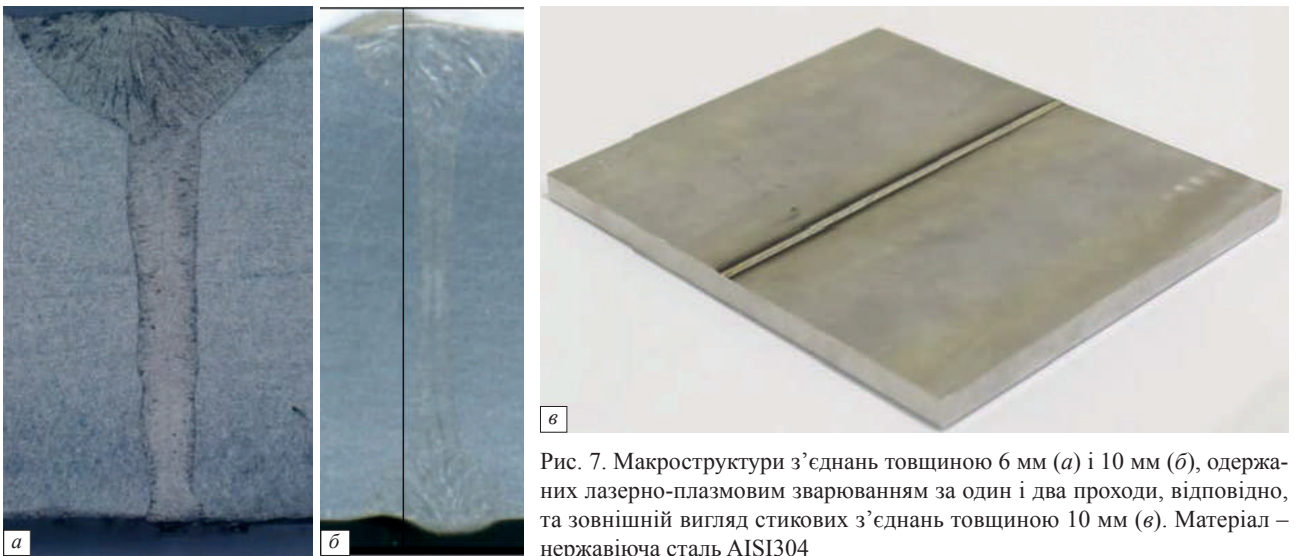 а
б
в
Рис. 7. Макроструктури з’єднань товщиною 6 мм (а) і 10 мм (б), одержа-
них лазерно-плазмовим зварюванням за один і два проходи, відповідно,
та зовнішній вигляд стикових з’єднань товщиною 10 мм (в). Матеріал –
нержавіюча сталь AISI304